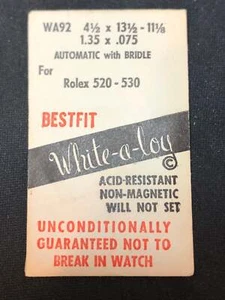 WA92 4½ x 13½ - 11⅛
1.35 x .075
AUTOMATIC with BRIDLE
For
Rolex 520 - 530
BESTFIT
White-a-loy
©
ACID-RESISTANT
NON-MAGNETIC
WILL NOT SET
UNCONDITIONALLY
GUARANTEED NOT TO
BREAK IN WATCH